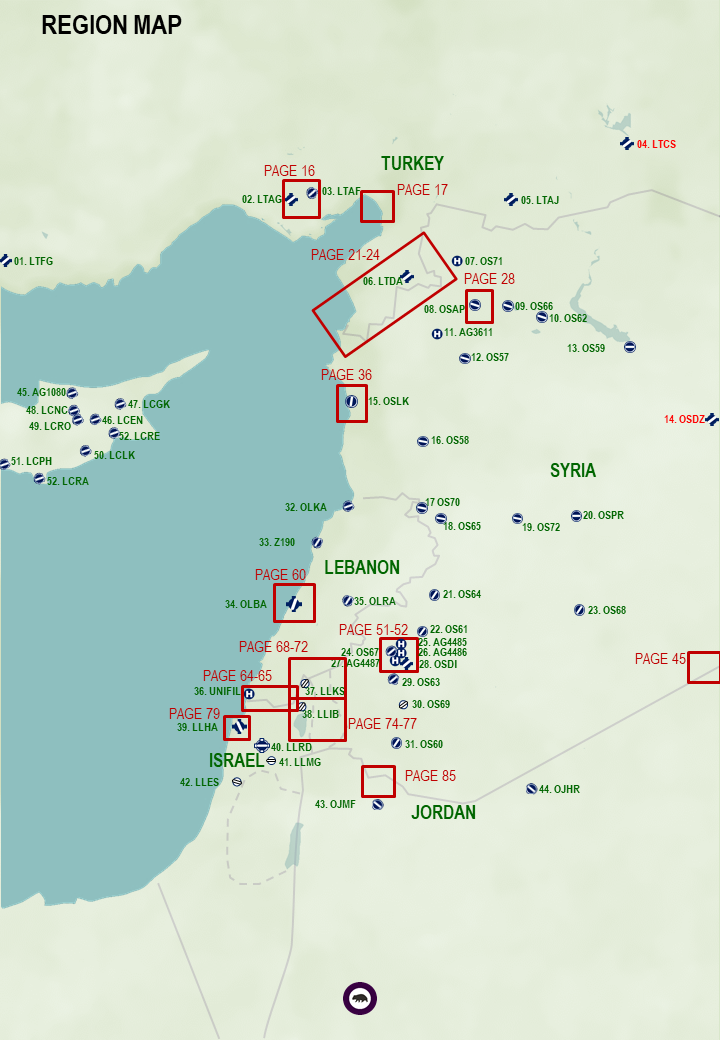 REGION MAP
04. LTCS
TURKEY
PAGE 16
03. LTAF
PAGE 17
02. LTAG
05. LTAJ
PAGE 21-24
01. LTFG
07. OS71
06. LTDA
PAGE 28
08. OSAP
09. OS66
10. OS62
11. AG3611
13. OS59
12. OS57
PAGE 36
45. AG1080
15. OSLK
47. LCGK
48. LCNC
14. OSDZ
46. LCEN
49. LCRO
52. LCRE
16. OS58
50. LCLK
51. LCPH
SYRIA
52. LCRA
32. OLKA
17 OS70
18. OS65
20. OSPR
19. OS72
33. Z190
LEBANON
PAGE 60
21. OS64
34. OLBA
35. OLRA
23. OS68
PAGE 51-52
22. OS61
25. AG4485
PAGE 68-72
24. OS67
26. AG4486
27. AG4487
28. OSDI
PAGE 45
PAGE 64-65
29. OS63
36. UNIFIL
37. LLKS
30. OS69
PAGE 79
38. LLIB
39. LLHA
PAGE 74-77
40. LLRD
31. OS60
ISRAEL
41. LLMG
PAGE 85
42. LLES
44. OJHR
43. OJMF
JORDAN